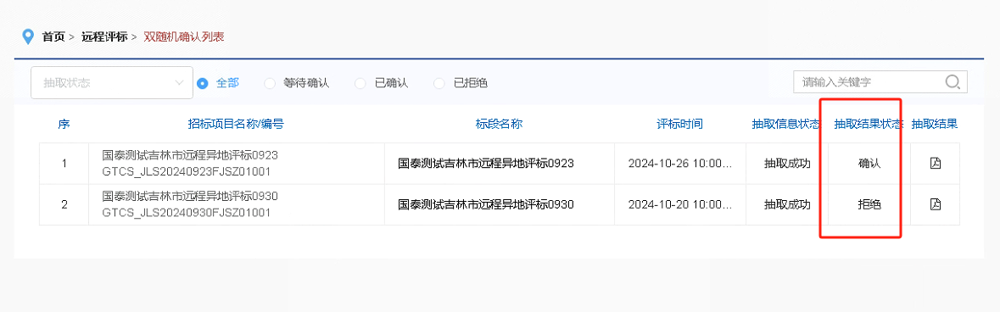 首页 > 远程评标 > 双随机确认列表
抽取状态 全部 等待确认 已确认 已拒绝 请输入关键字
序 招标项目名称/编号 标段名称 评标时间 抽取信息状态 抽取结果状态 抽取结果
1 国泰测试吉林市远程异地评标0923 国泰测试吉林市远程异地评标0923 2024-10-26 10:00... 抽取成功 确认
GTCS_JLS20240923FJSZ01001
2 国泰测试吉林市远程异地评标0930 国泰测试吉林市远程异地评标0930 2024-10-20 10:00... 抽取成功 拒绝
GTCS_JLS20240930FJSZ01001